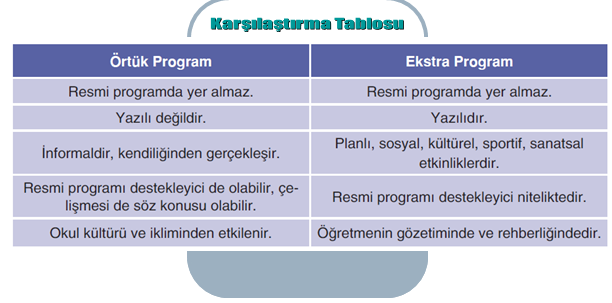 Karşılaştırma Tablosu
Örtük Program
Ekstra Program
Resmi programda yer almaz.
Resmi programda yer almaz.
Yazılı değildir.
Yazılıdır.
İnformaldir, kendiliğinden gerçekleşir.
Planlı, sosyal, kültürel, sportif, sanatsal
etkinliklerdir.
Resmi programı destekleyici de olabilir, çe-
lişmesi de söz konusu olabilir.
Resmi programı destekleyici niteliktedir.
Okul kültürü ve ikliminden etkilenir.
Öğretmenin gözetiminde ve rehberliğindedir.